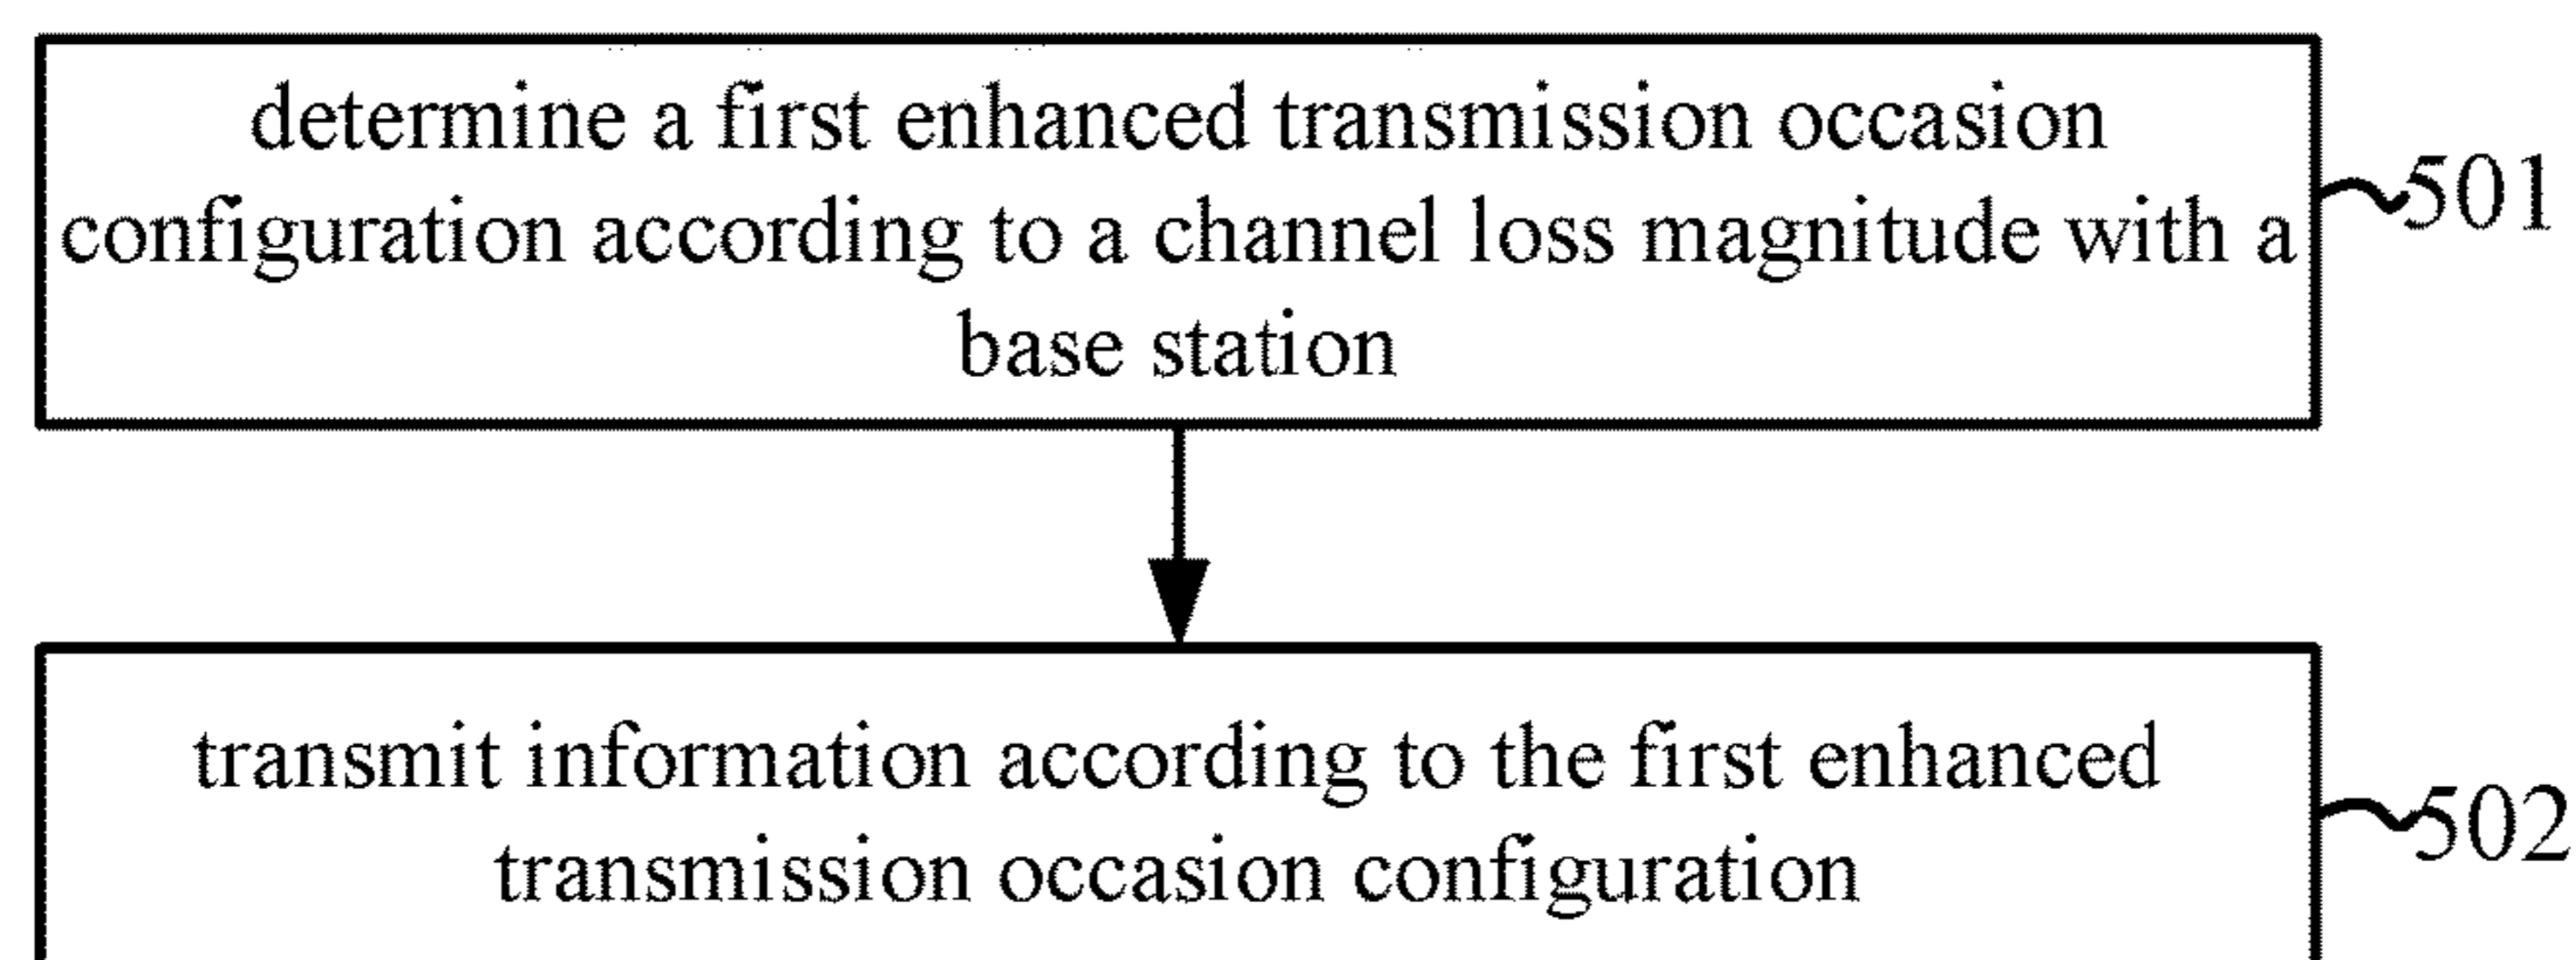 determine a first enhanced transmission occasion
configuration according to a channel loss magnitude with a
base station
501
transmit information according to the first enhanced
transmission occasion configuration
502